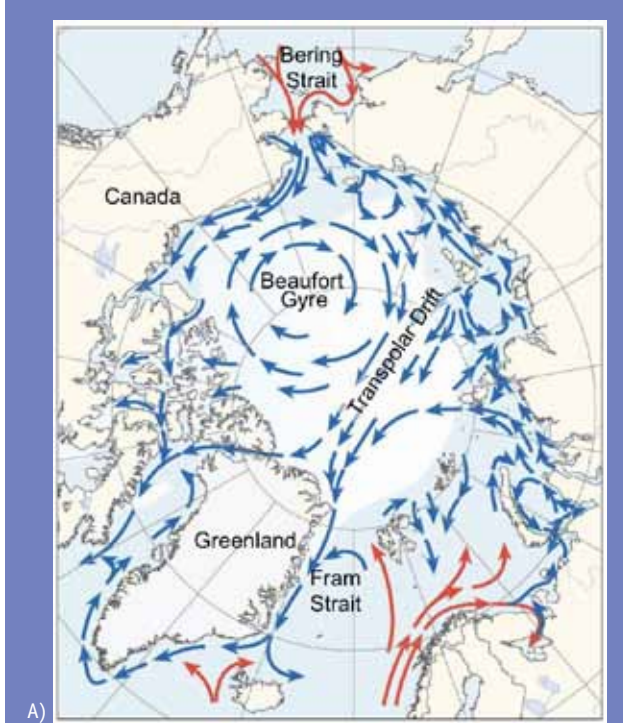 Bering
Strait
Canada
Beaufort
Gyre
Transpolar Drift
Greenland
Fram
Strait
A)